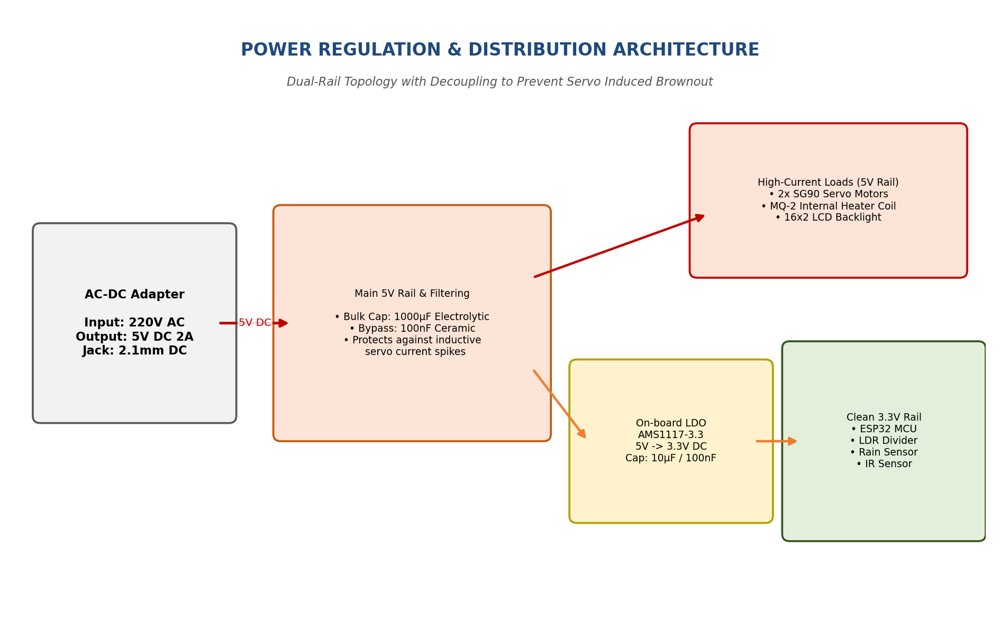 POWER REGULATION & DISTRIBUTION ARCHITECTURE
Dual-Rail Topology with Decoupling to Prevent Servo Induced Brownout
AC-DC Adapter
Input: 220V AC
Output: 5V DC 2A
Jack: 2.1mm DC
5V DC
Main 5V Rail & Filtering
• Bulk Cap: 1000µF Electrolytic
• Bypass: 100nF Ceramic
• Protects against inductive
servo current spikes
High-Current Loads (5V Rail)
• 2x SG90 Servo Motors
• MQ-2 Internal Heater Coil
• 16x2 LCD Backlight
On-board LDO
AMS1117-3.3
5V -> 3.3V DC
Cap: 10µF / 100nF
Clean 3.3V Rail
• ESP32 MCU
• LDR Divider
• Rain Sensor
• IR Sensor